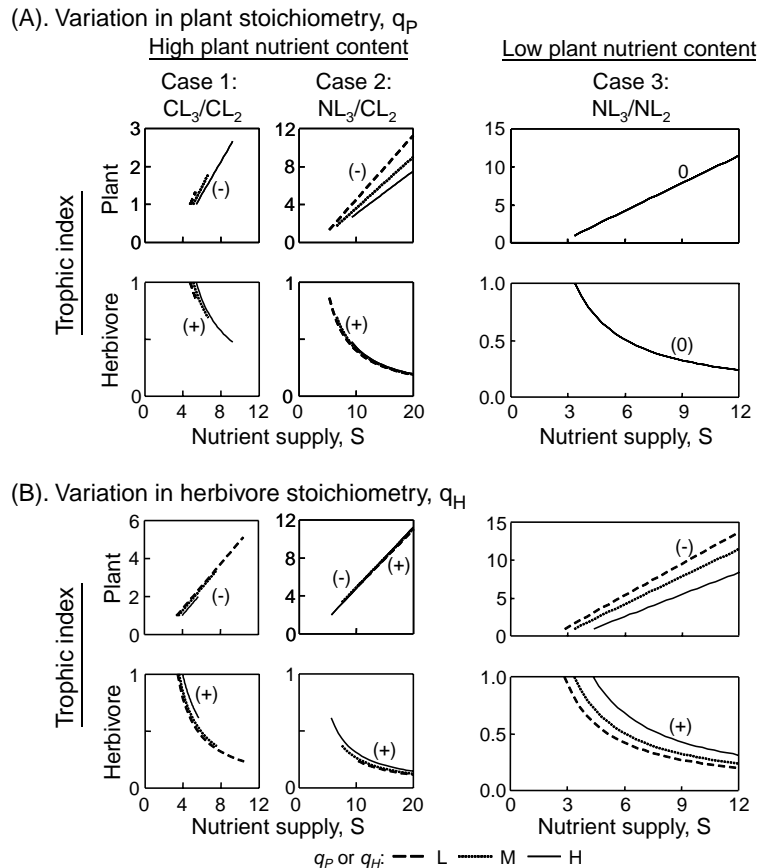 (A). Variation in plant stoichiometry, qP
High plant nutrient content
Low plant nutrient content
Case 1:
CL3/CL2
Case 2:
NL3/CL2
Case 3:
NL3/NL2
Trophic index
Plant
3
2
1
0
(-)
12
8
4
0
(-)
15
10
5
0
0
Herbivore
1
0
(+)
0 4 8 12
Nutrient supply, S
1
1
(+)
0 5 10 15 20
Nutrient supply, S
1.0
0.5
0.0
(0)
0 3 6 9 12
Nutrient supply, S
(B). Variation in herbivore stoichiometry, qH
Trophic index
Plant
6
4
2
0
(-)
12
8
4
0
(-)
(+)
15
10
5
0
(-)
Herbivore
1
0
(+)
0 4 8 12
Nutrient supply, S
1
0
(+)
0 5 10 15 20
Nutrient supply, S
1.0
0.5
0.0
(+)
0 3 6 9 12
Nutrient supply, S
qP or qH: L M H